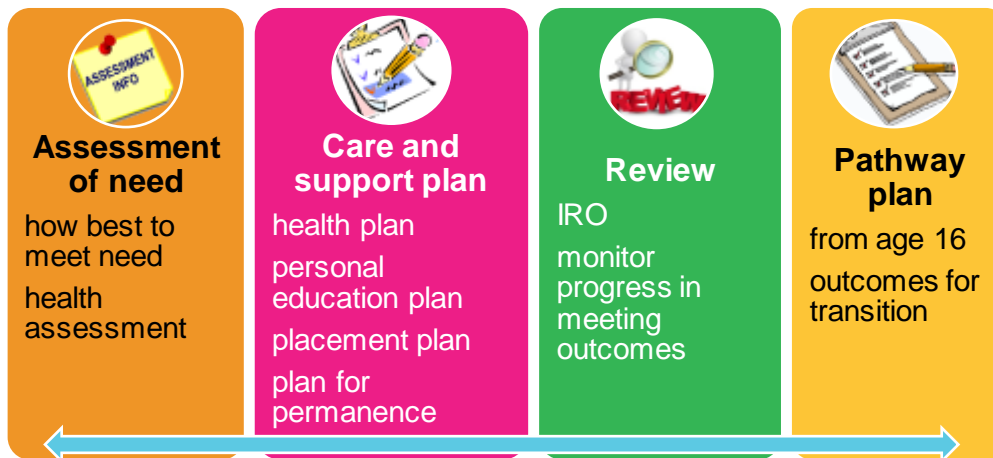 ASSESSMENT
INFO
Assessment
of need
how best to
meet need
health
assessment
Care and
support plan
health plan
personal
education plan
placement plan
plan for
permanence
REVIEW
Review
IRO
monitor
progress in
meeting
outcomes
Pathway
plan
from age 16
outcomes for
transition